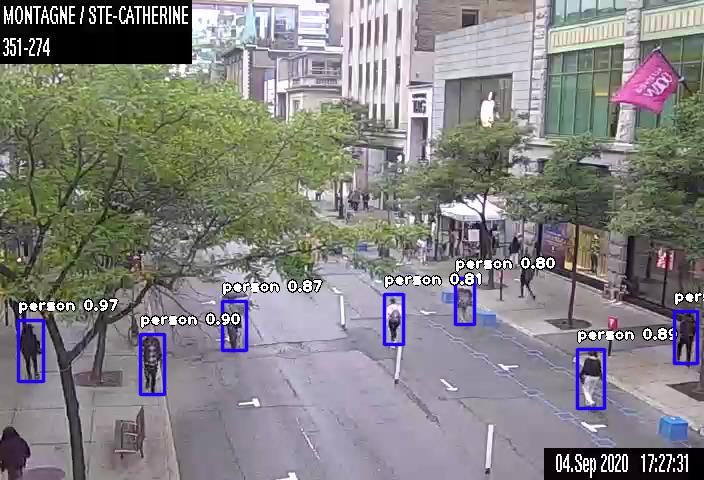 MONTAGNE / STE-CATHERINE
351-274
person 0.97
person 0.90
person 0.87
person 0.81
person 0.80
person 0.89
pers
04.Sep 2020 17:27:31